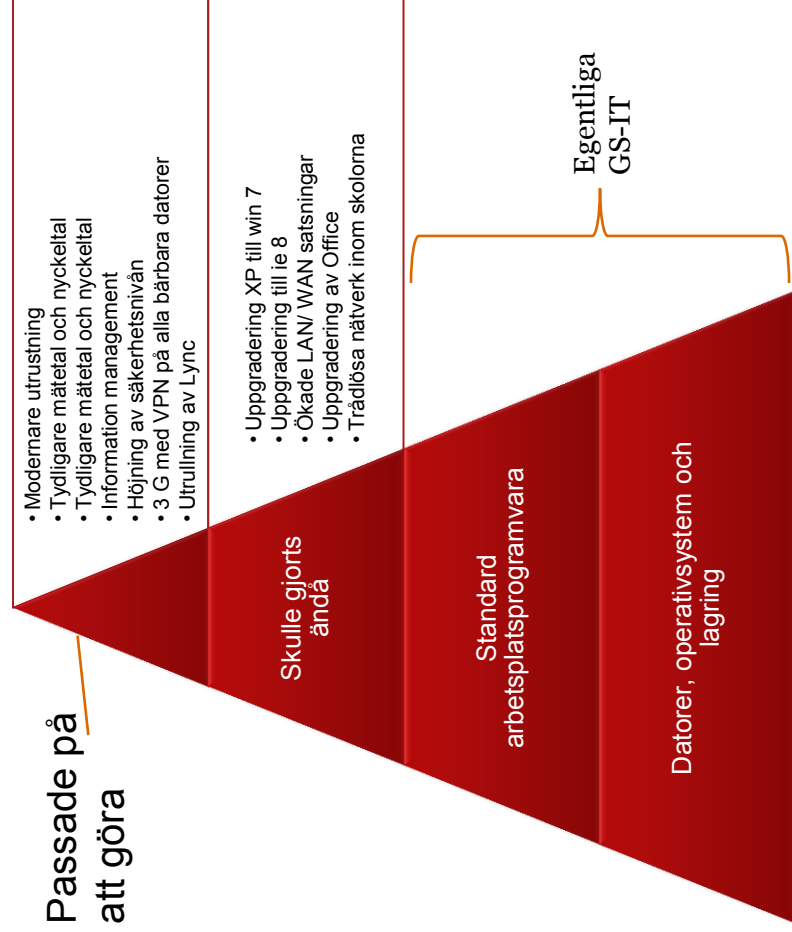 Passade på
att göra
• Modernare utrustning
• Tydligare mätetal och nyckeltal
• Tydligare mätetal och nyckeltal
• Information management
• Höjning av säkerhetsnivån
• 3 G med VPN på alla bärbara datorer
• Utrullning av Lync
Skulle gjorts
ändå
• Uppgradering XP till win 7
• Uppgradering till ie 8
• Ökade LAN/ WAN satsningar
• Uppgradering av Office
• Trådlösa nätverk inom skolorna
Standard
arbetsplatsprogramvara
Datorer, operativsystem och
lagring
Egentliga
GS-IT